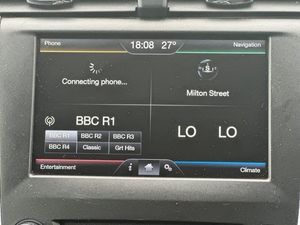 Phone
18:08 27°
Navigation
Connecting phone...
Milton Street
BBC R1
BBC R1 BBC R2 BBC R3
BBC R4 Classic Grt Hits
LO LO
Entertainment
i
Climate